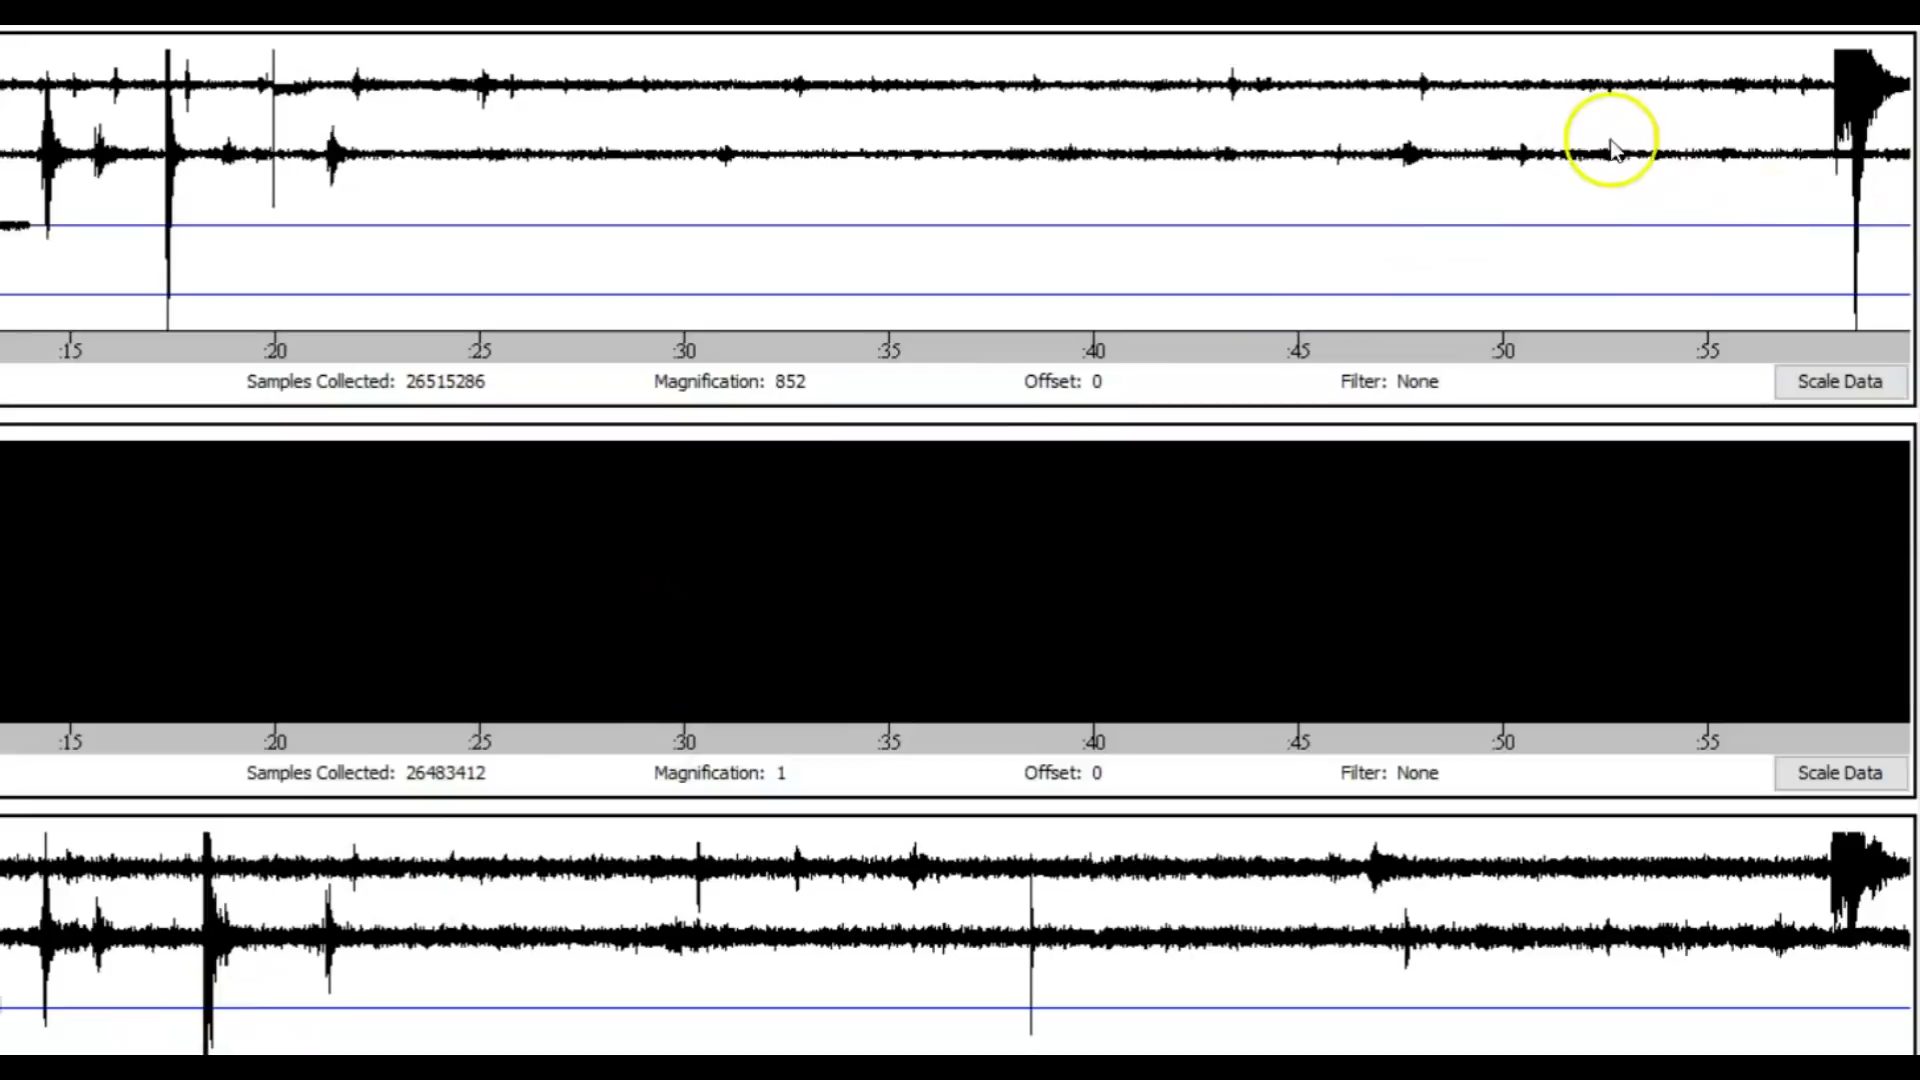 :15 :20 :25 :30 :35 :40 :45 :50 :55
Samples Collected: 26515286 Magnification: 852 Offset: 0 Filter: None Scale Data
:15 :20 :25 :30 :35 :40 :45 :50 :55
Samples Collected: 26483412 Magnification: 1 Offset: 0 Filter: None Scale Data